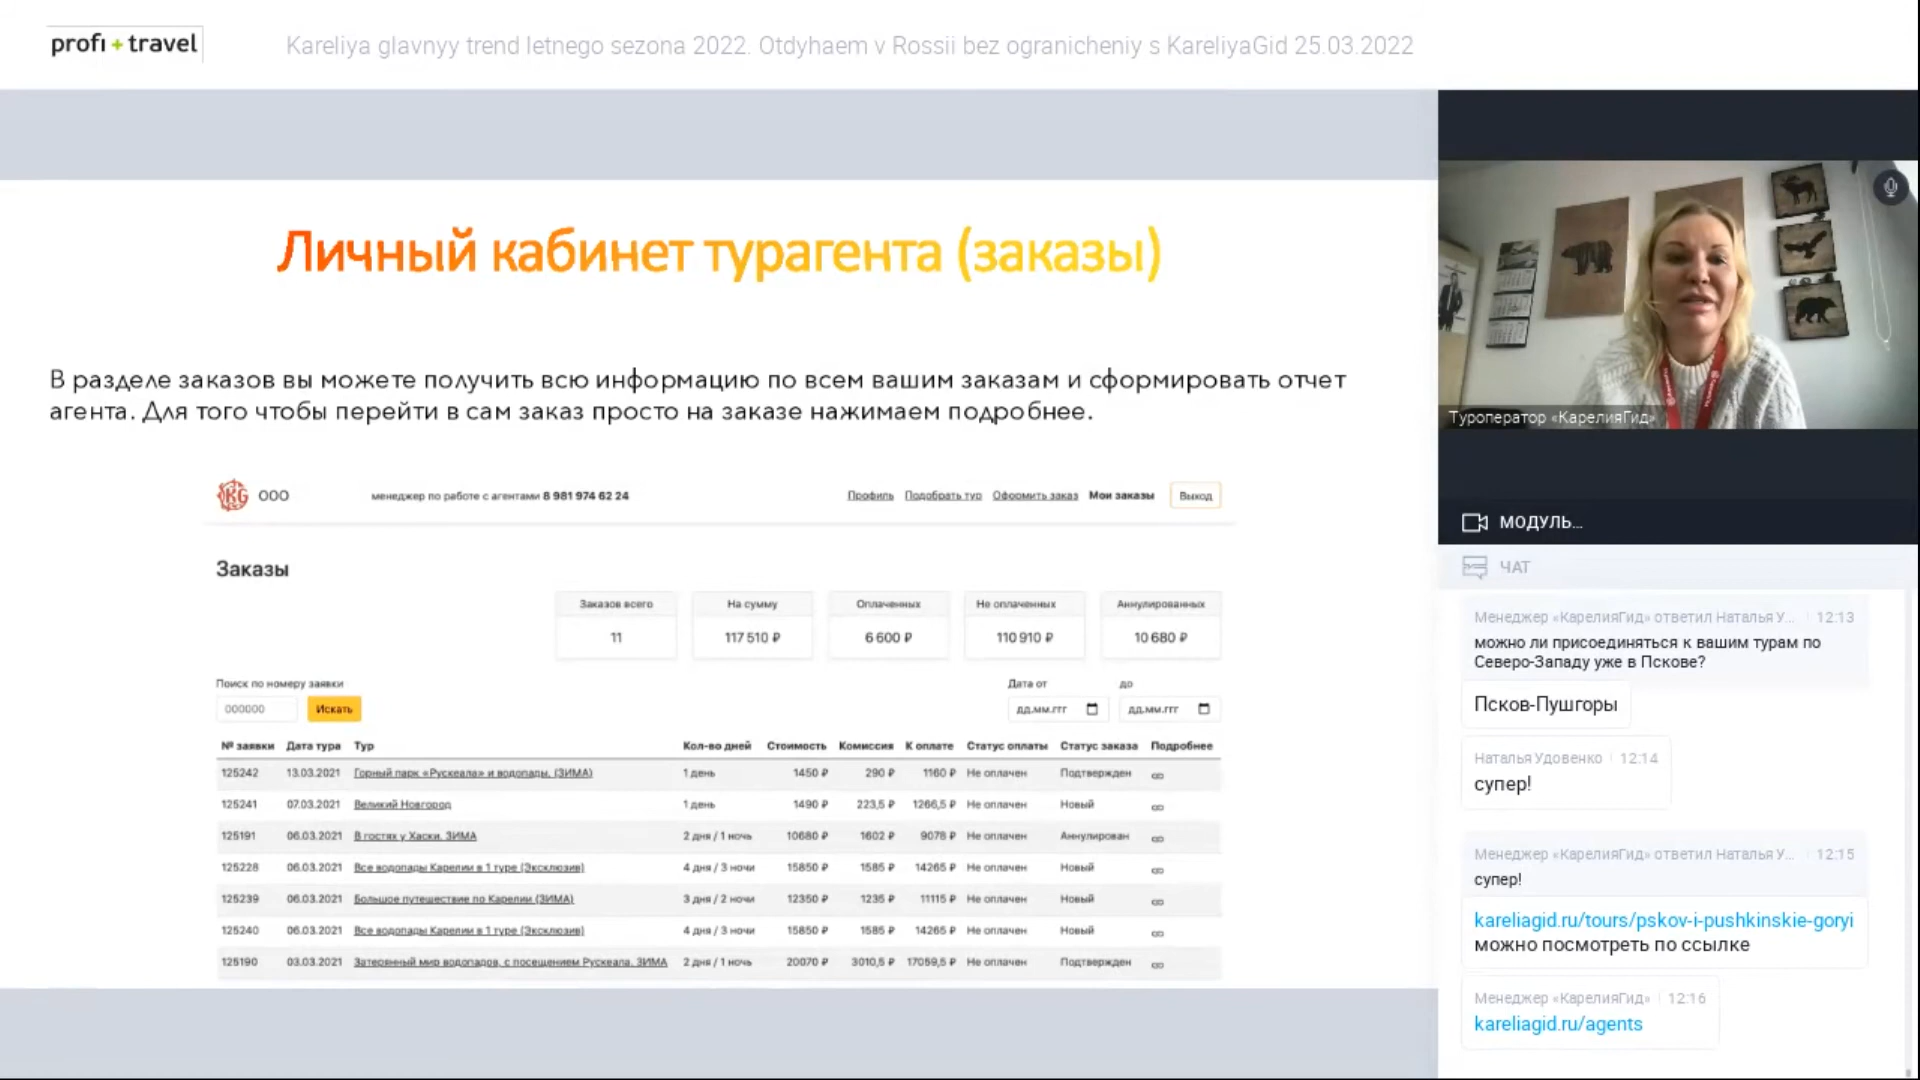 profi + travel
Kareliya glavnyy trend letnego sezona 2022. Otdyhaem v Rossii bez ogranicheniy s KareliyaGid 25.03.2022
Личный кабинет турагента (заказы)
В разделе заказов вы можете получить всю информацию по всем вашим заказам и сформировать отчет
агента. Для того чтобы перейти в сам заказ просто на заказе нажимаем подробнее.
KG ООО менеджер по работе с агентами 8 981 974 62 24 Профиль Подобрать тур Оформить заказ Мои заказы Выход
Заказы
Заказов всего На сумму Оплаченных Не оплаченных Аннулированных
11 117 510 ₽ 6 600 ₽ 110 910 ₽ 10 680 ₽
Поиск по номеру заявки Дата от до
000000 Искать дд.мм.ггг дд.мм.ггг
№ заявки Дата тура Тур Кол-во дней Стоимость Комиссия К оплате Статус оплаты Статус заказа Подробнее
125242 13.03.2021 Горный парк «Рускеала» и водопады. (ЗИМА) 1 день 1450 ₽ 290 ₽ 1160 ₽ Не оплачен Подтвержден
125241 07.03.2021 Великий Новгород 1 день 1490 ₽ 223,5 ₽ 1266,5 ₽ Не оплачен Новый
125191 06.03.2021 В гостях у Хаски. ЗИМА 2 дня / 1 ночь 10680 ₽ 1602 ₽ 9078 ₽ Не оплачен Аннулирован
125228 06.03.2021 Все водопады Карелии в 1 туре (Эксклюзив) 4 дня / 3 ночи 15850 ₽ 1585 ₽ 14265 ₽ Не оплачен Новый
125239 06.03.2021 Большое путешествие по Карелии (ЗИМА) 3 дня / 2 ночи 12350 ₽ 1235 ₽ 11115 ₽ Не оплачен Новый
125240 06.03.2021 Все водопады Карелии в 1 туре (Эксклюзив) 4 дня / 3 ночи 15850 ₽ 1585 ₽ 14265 ₽ Не оплачен Новый
125190 03.03.2021 Затерянный мир водопадов, с посещением Рускеала. ЗИМА 2 дня / 1 ночь 20070 ₽ 3010,5 ₽ 17059,5 ₽ Не оплачен Подтвержден
Туроператор «КарелияГид»
МОДУЛЬ...
ЧАТ
Менеджер «КарелияГид» ответил Наталья У... 12:13
можно ли присоединяться к вашим турам по
Северо-Западу уже в Пскове?
Псков-Пушгоры
Наталья Удовенко 12:14
супер!
Менеджер «КарелияГид» ответил Наталья У... 12:15
супер!
kareliagid.ru/tours/pskov-i-pushkinskie-goryi
можно посмотреть по ссылке
Менеджер «КарелияГид» 12:16
kareliagid.ru/agents